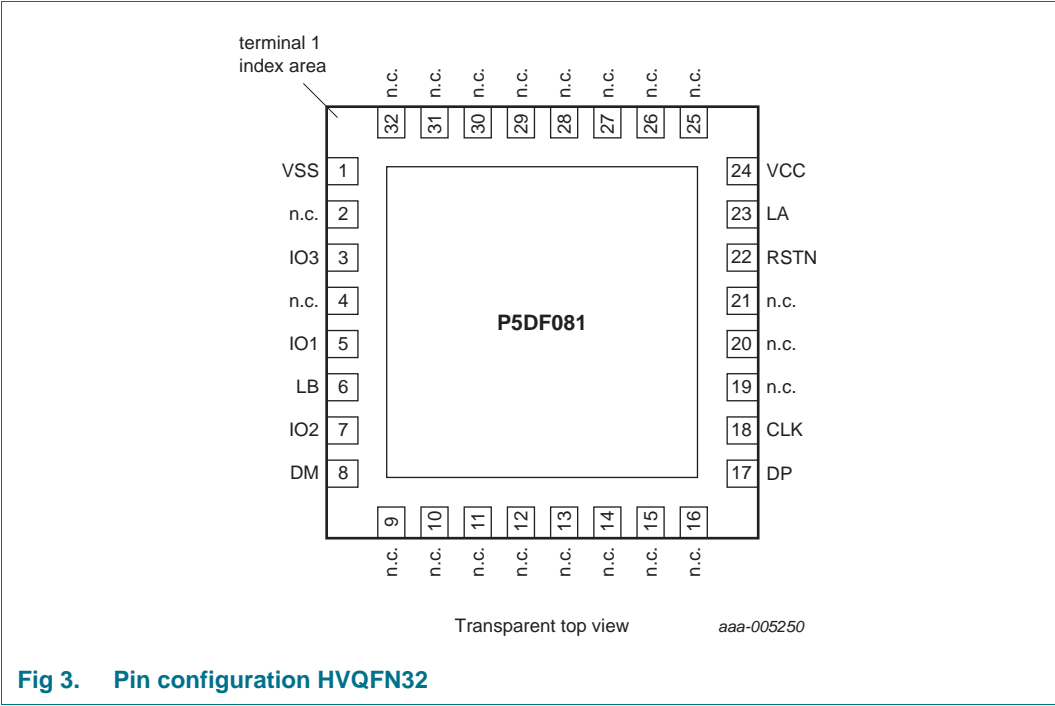 terminal 1
index area
n.c. n.c. n.c. n.c. n.c. n.c. n.c. n.c.
32 31 30 29 28 27 26 25
VSS 1 24 VCC
n.c. 2 23 LA
IO3 3 22 RSTN
n.c. 4 21 n.c.
P5DF081
IO1 5 20 n.c.
LB 6 19 n.c.
IO2 7 18 CLK
DM 8 17 DP
9 10 11 12 13 14 15 16
n.c. n.c. n.c. n.c. n.c. n.c. n.c. n.c.
Transparent top view aaa-005250
Fig 3. Pin configuration HVQFN32